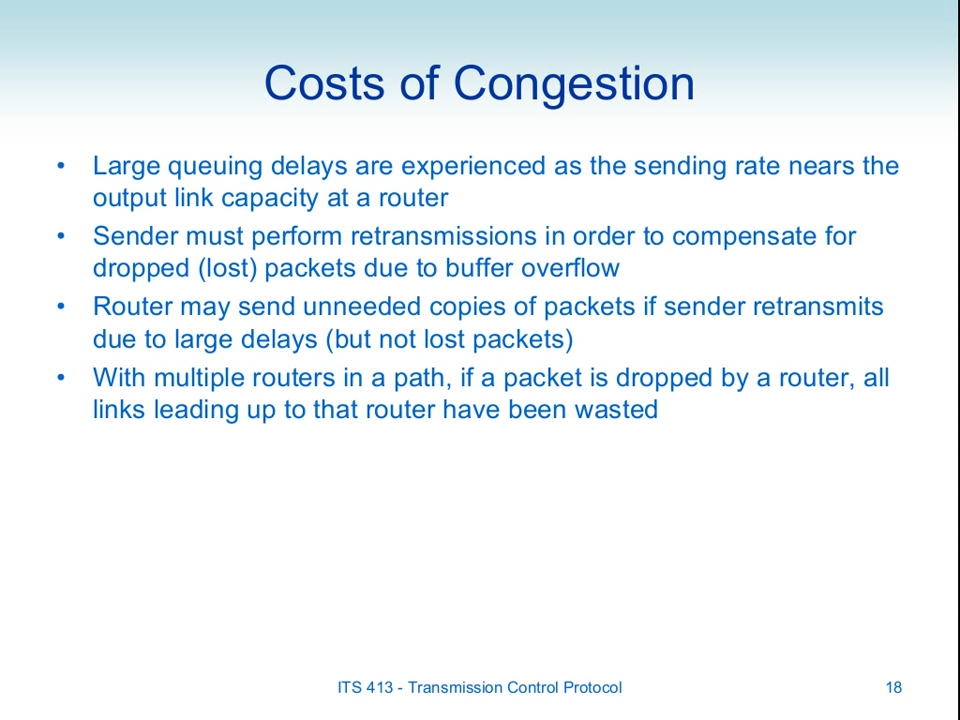 Costs of Congestion
• Large queuing delays are experienced as the sending rate nears the
output link capacity at a router
• Sender must perform retransmissions in order to compensate for
dropped (lost) packets due to buffer overflow
• Router may send unneeded copies of packets if sender retransmits
due to large delays (but not lost packets)
• With multiple routers in a path, if a packet is dropped by a router, all
links leading up to that router have been wasted
ITS 413 - Transmission Control Protocol
18